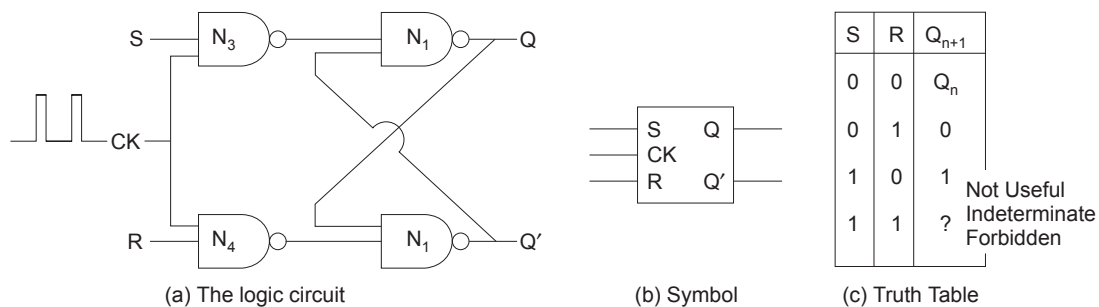 S
N₃
N₁
Q
CK
R
N₄
N₁
Q′
(a) The logic circuit
S Q
CK
R Q′
(b) Symbol
S R Qₙ₊₁
0 0 Qₙ
0 1 0
1 0 1
1 1 ?
Not Useful
Indeterminate
Forbidden
(c) Truth Table